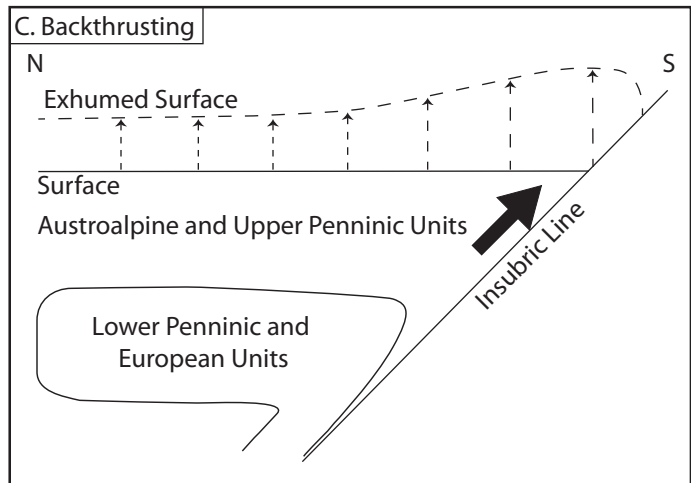 C. Backthrusting
N
S
Exhumed Surface
Surface
Austroalpine and Upper Penninic Units
Insubric Line
Lower Penninic and
European Units